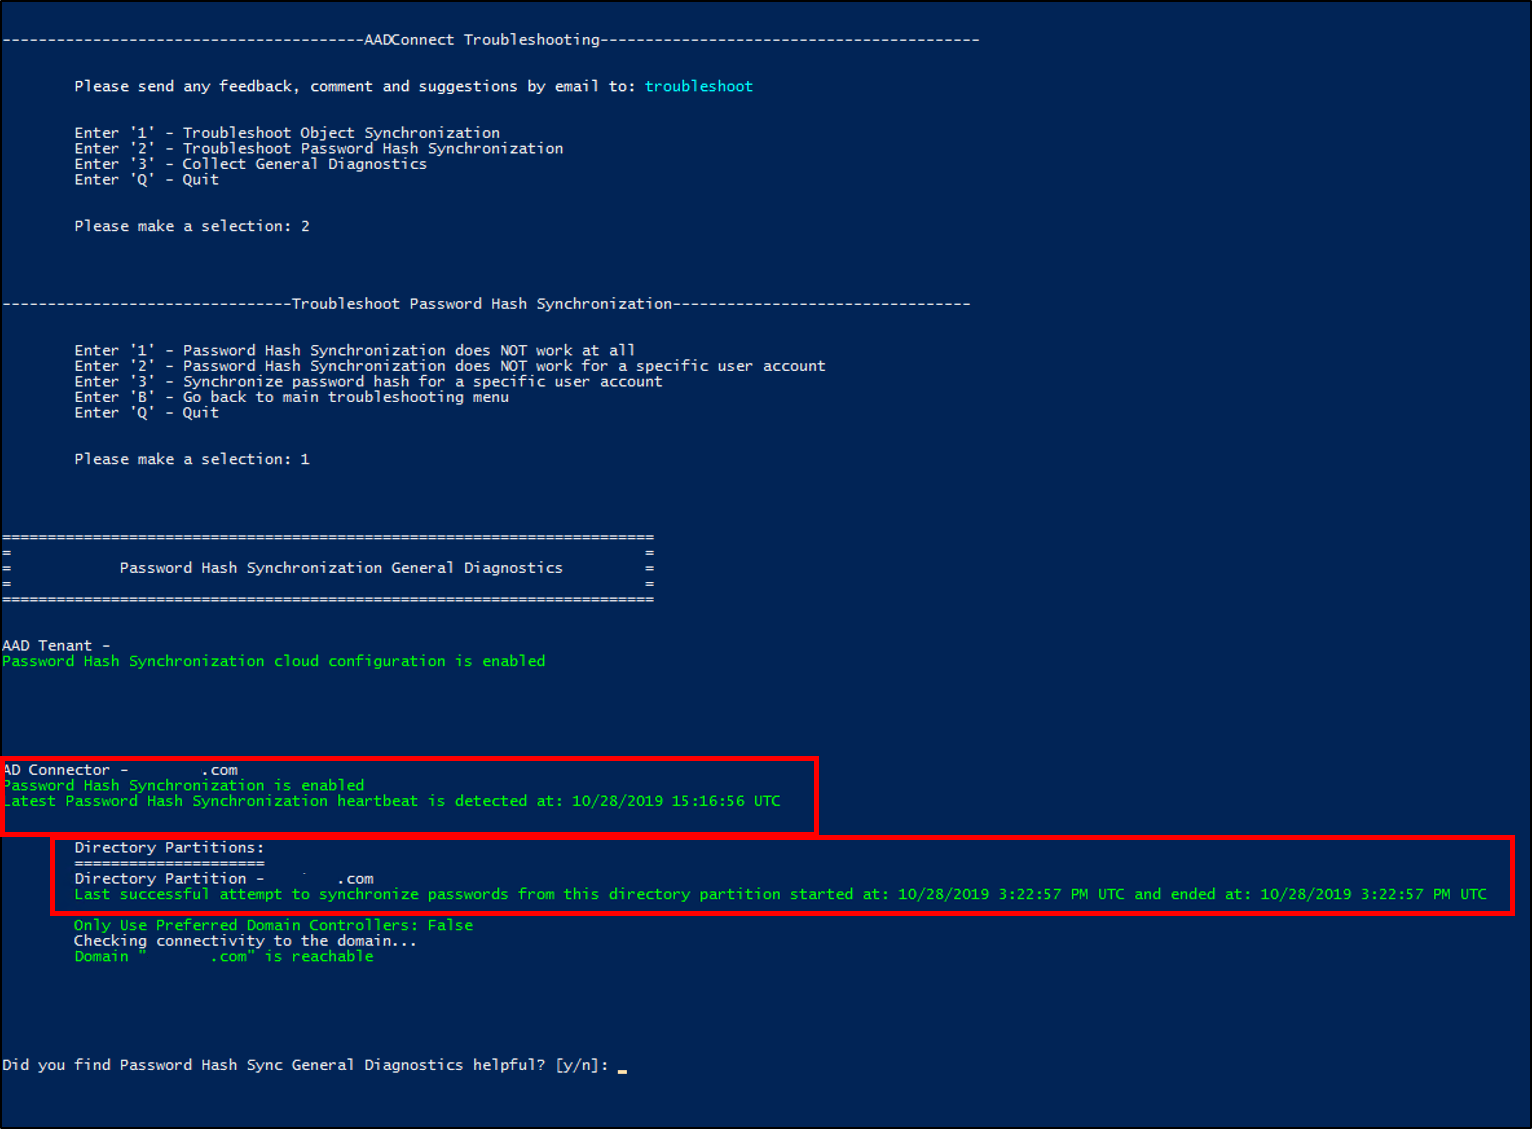 ----------------------------------------AADConnect Troubleshooting------------------------------------------
Please send any feedback, comment and suggestions by email to: troubleshoot
Enter '1' - Troubleshoot Object Synchronization
Enter '2' - Troubleshoot Password Hash Synchronization
Enter '3' - Collect General Diagnostics
Enter 'Q' - Quit
Please make a selection: 2
--------------------------------Troubleshoot Password Hash Synchronization---------------------------------
Enter '1' - Password Hash Synchronization does NOT work at all
Enter '2' - Password Hash Synchronization does NOT work for a specific user account
Enter '3' - Synchronize password hash for a specific user account
Enter 'B' - Go back to main troubleshooting menu
Enter 'Q' - Quit
Please make a selection: 1
========================================================================
= =
= Password Hash Synchronization General Diagnostics =
= =
========================================================================
AAD Tenant -
Password Hash Synchronization cloud configuration is enabled
AD Connector - .com
Password Hash Synchronization is enabled
Latest Password Hash Synchronization heartbeat is detected at: 10/28/2019 15:16:56 UTC
Directory Partitions:
=====================
Directory Partition - .com
Last successful attempt to synchronize passwords from this directory partition started at: 10/28/2019 3:22:57 PM UTC and ended at: 10/28/2019 3:22:57 PM UTC
Only Use Preferred Domain Controllers: False
Checking connectivity to the domain...
Domain " .com" is reachable
Did you find Password Hash Sync General Diagnostics helpful? [y/n]: _